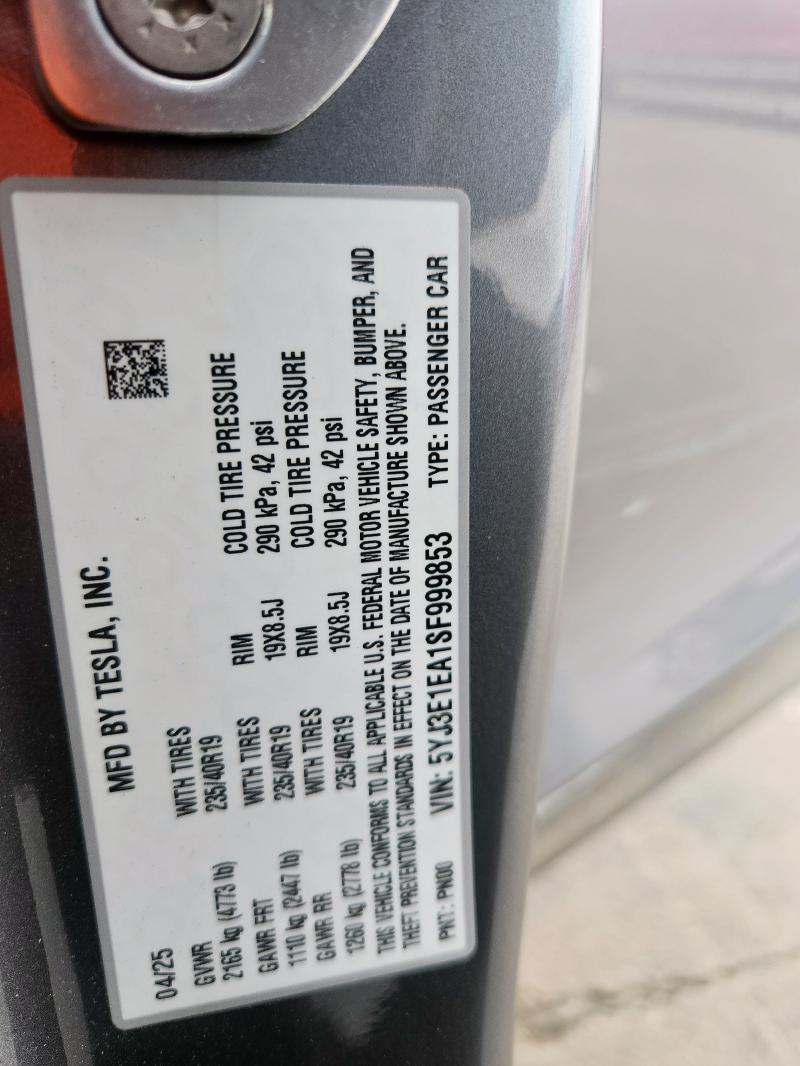 MFD BY TESLA, INC.
04/25
GVWR WITH TIRES RIM COLD TIRE PRESSURE
2165 kg (4773 lb) 235/40R19 19X8.5J 290 kPa, 42 psi
GAWR FRT WITH TIRES RIM COLD TIRE PRESSURE
1110 kg (2447 lb) 235/40R19 19X8.5J 290 kPa, 42 psi
GAWR RR WITH TIRES
1260 kg (2778 lb) 235/40R19
THIS VEHICLE CONFORMS TO ALL APPLICABLE U.S. FEDERAL MOTOR VEHICLE SAFETY, BUMPER, AND
THEFT PREVENTION STANDARDS IN EFFECT ON THE DATE OF MANUFACTURE SHOWN ABOVE.
PNT: PN00 VIN: 5YJ3E1EA1SF999853 TYPE: PASSENGER CAR